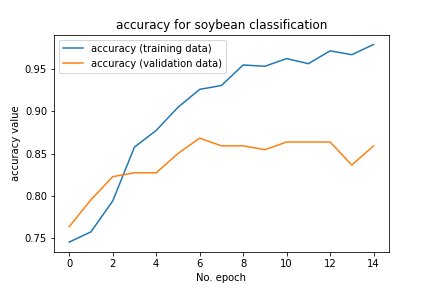 accuracy for soybean classification
accuracy (training data)
accuracy (validation data)
accuracy value
0.95
0.90
0.85
0.80
0.75
0 2 4 6 8 10 12 14
No. epoch